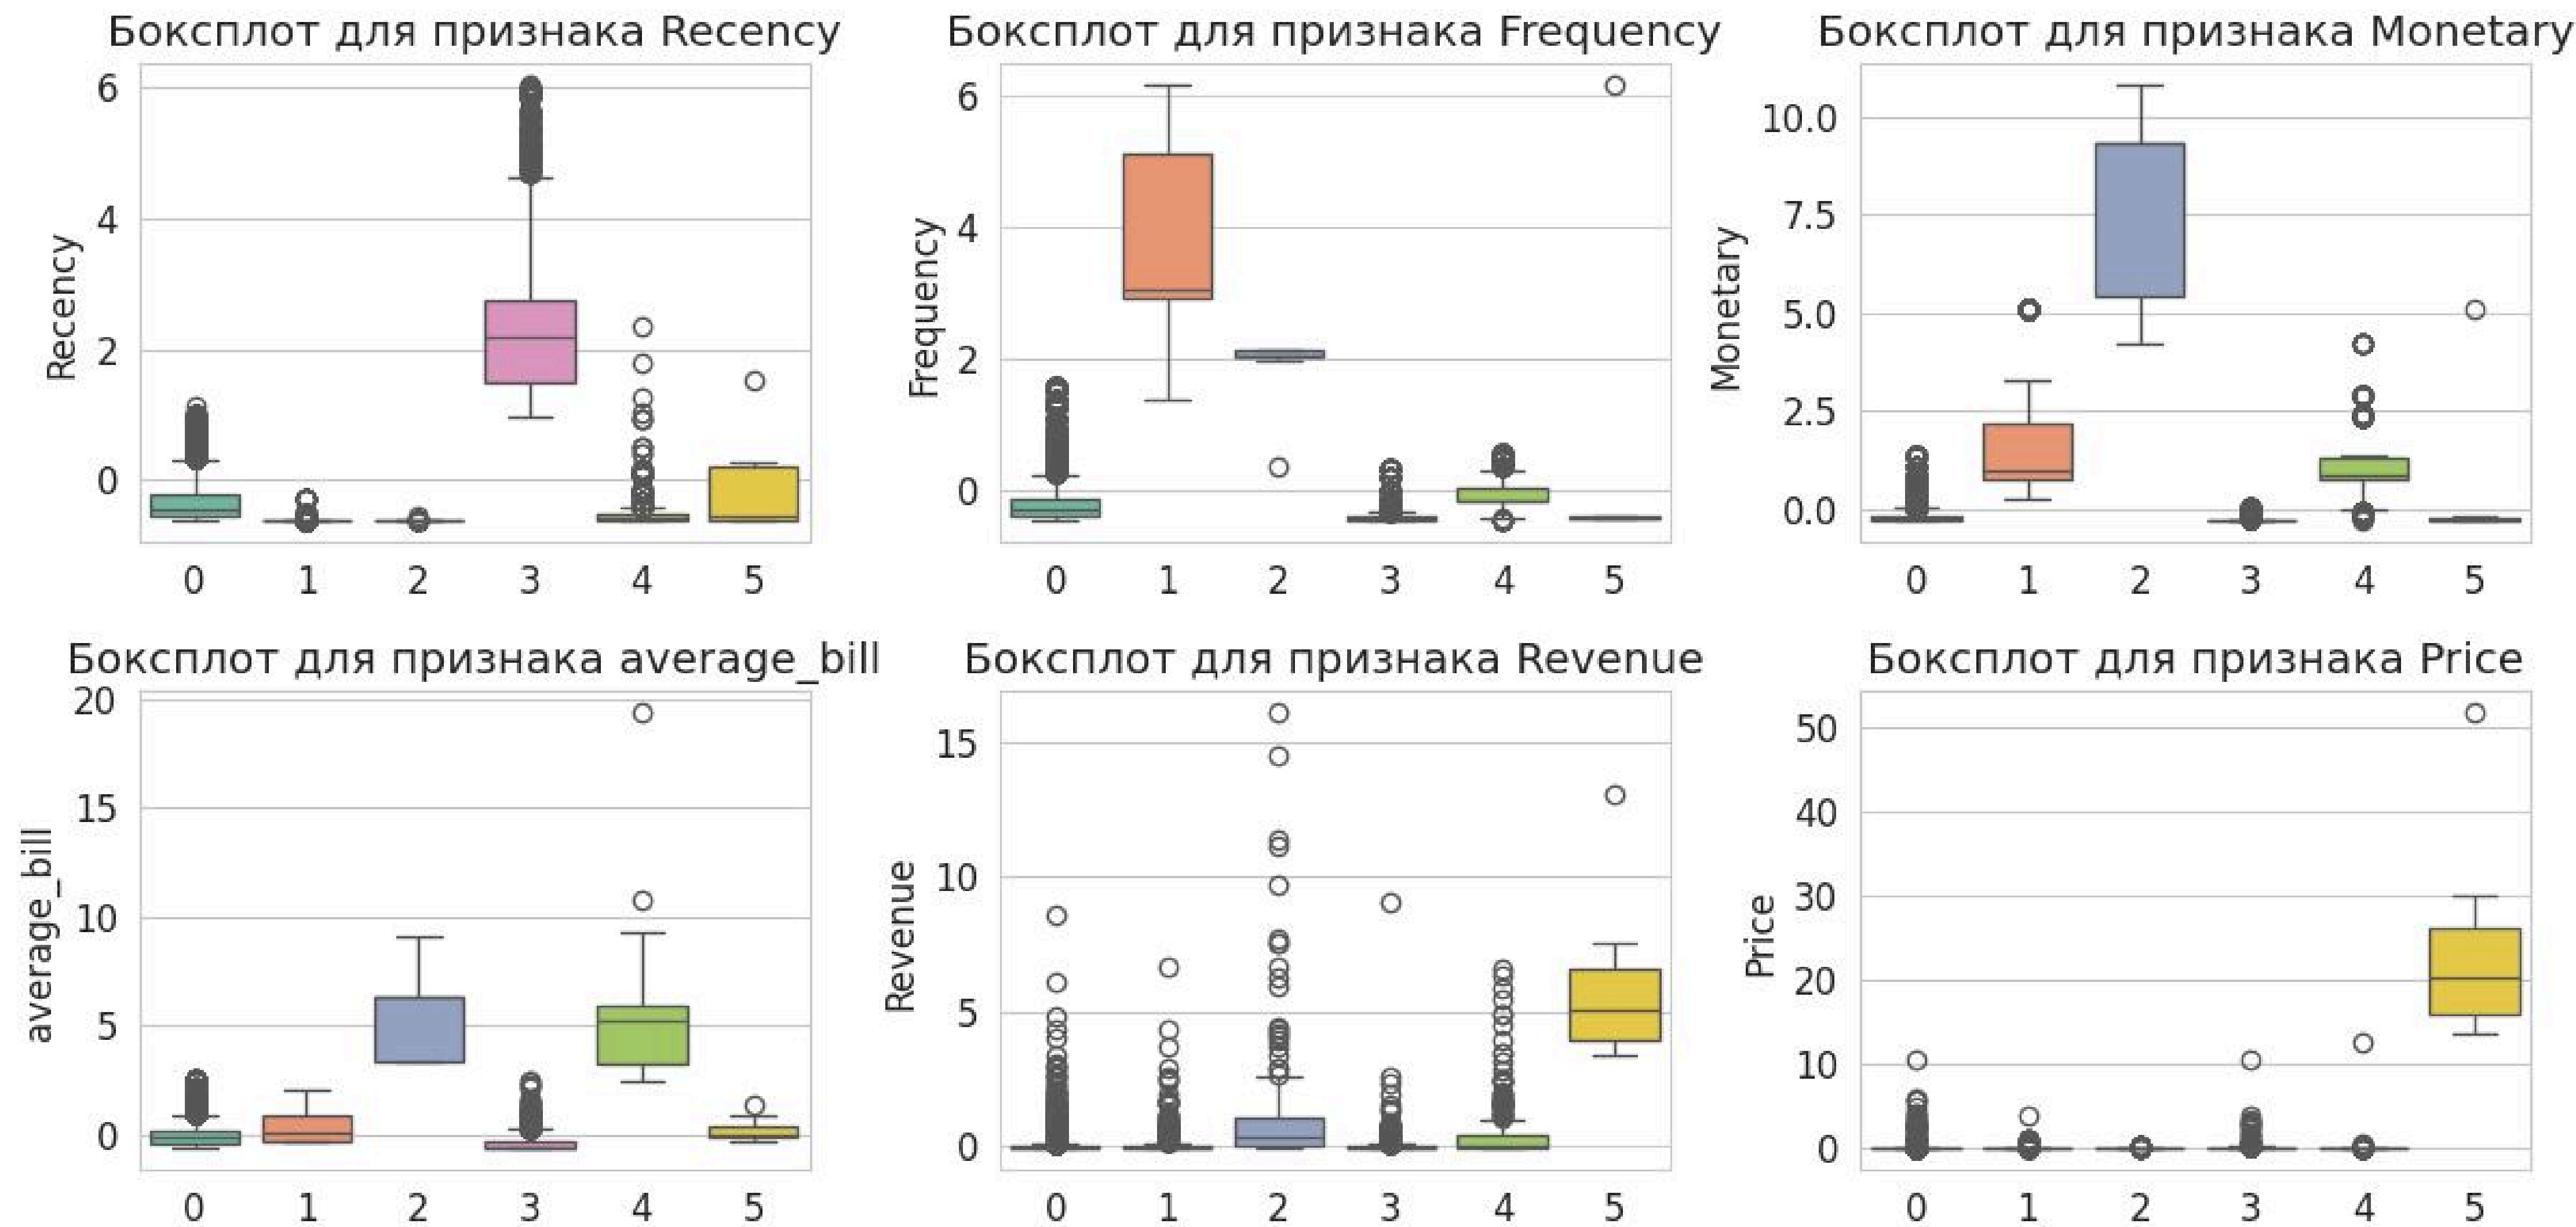 Боксплот для признака Recency
Recency
6
4
2
0
0 1 2 3 4 5
Боксплот для признака Frequency
Frequency
6
4
2
0
0 1 2 3 4 5
Боксплот для признака Monetary
Monetary
10.0
7.5
5.0
2.5
0.0
0 1 2 3 4 5
Боксплот для признака average_bill
average_bill
20
15
10
5
0
0 1 2 3 4 5
Боксплот для признака Revenue
Revenue
15
10
5
0
0 1 2 3 4 5
Боксплот для признака Price
Price
50
40
30
20
10
0
0 1 2 3 4 5